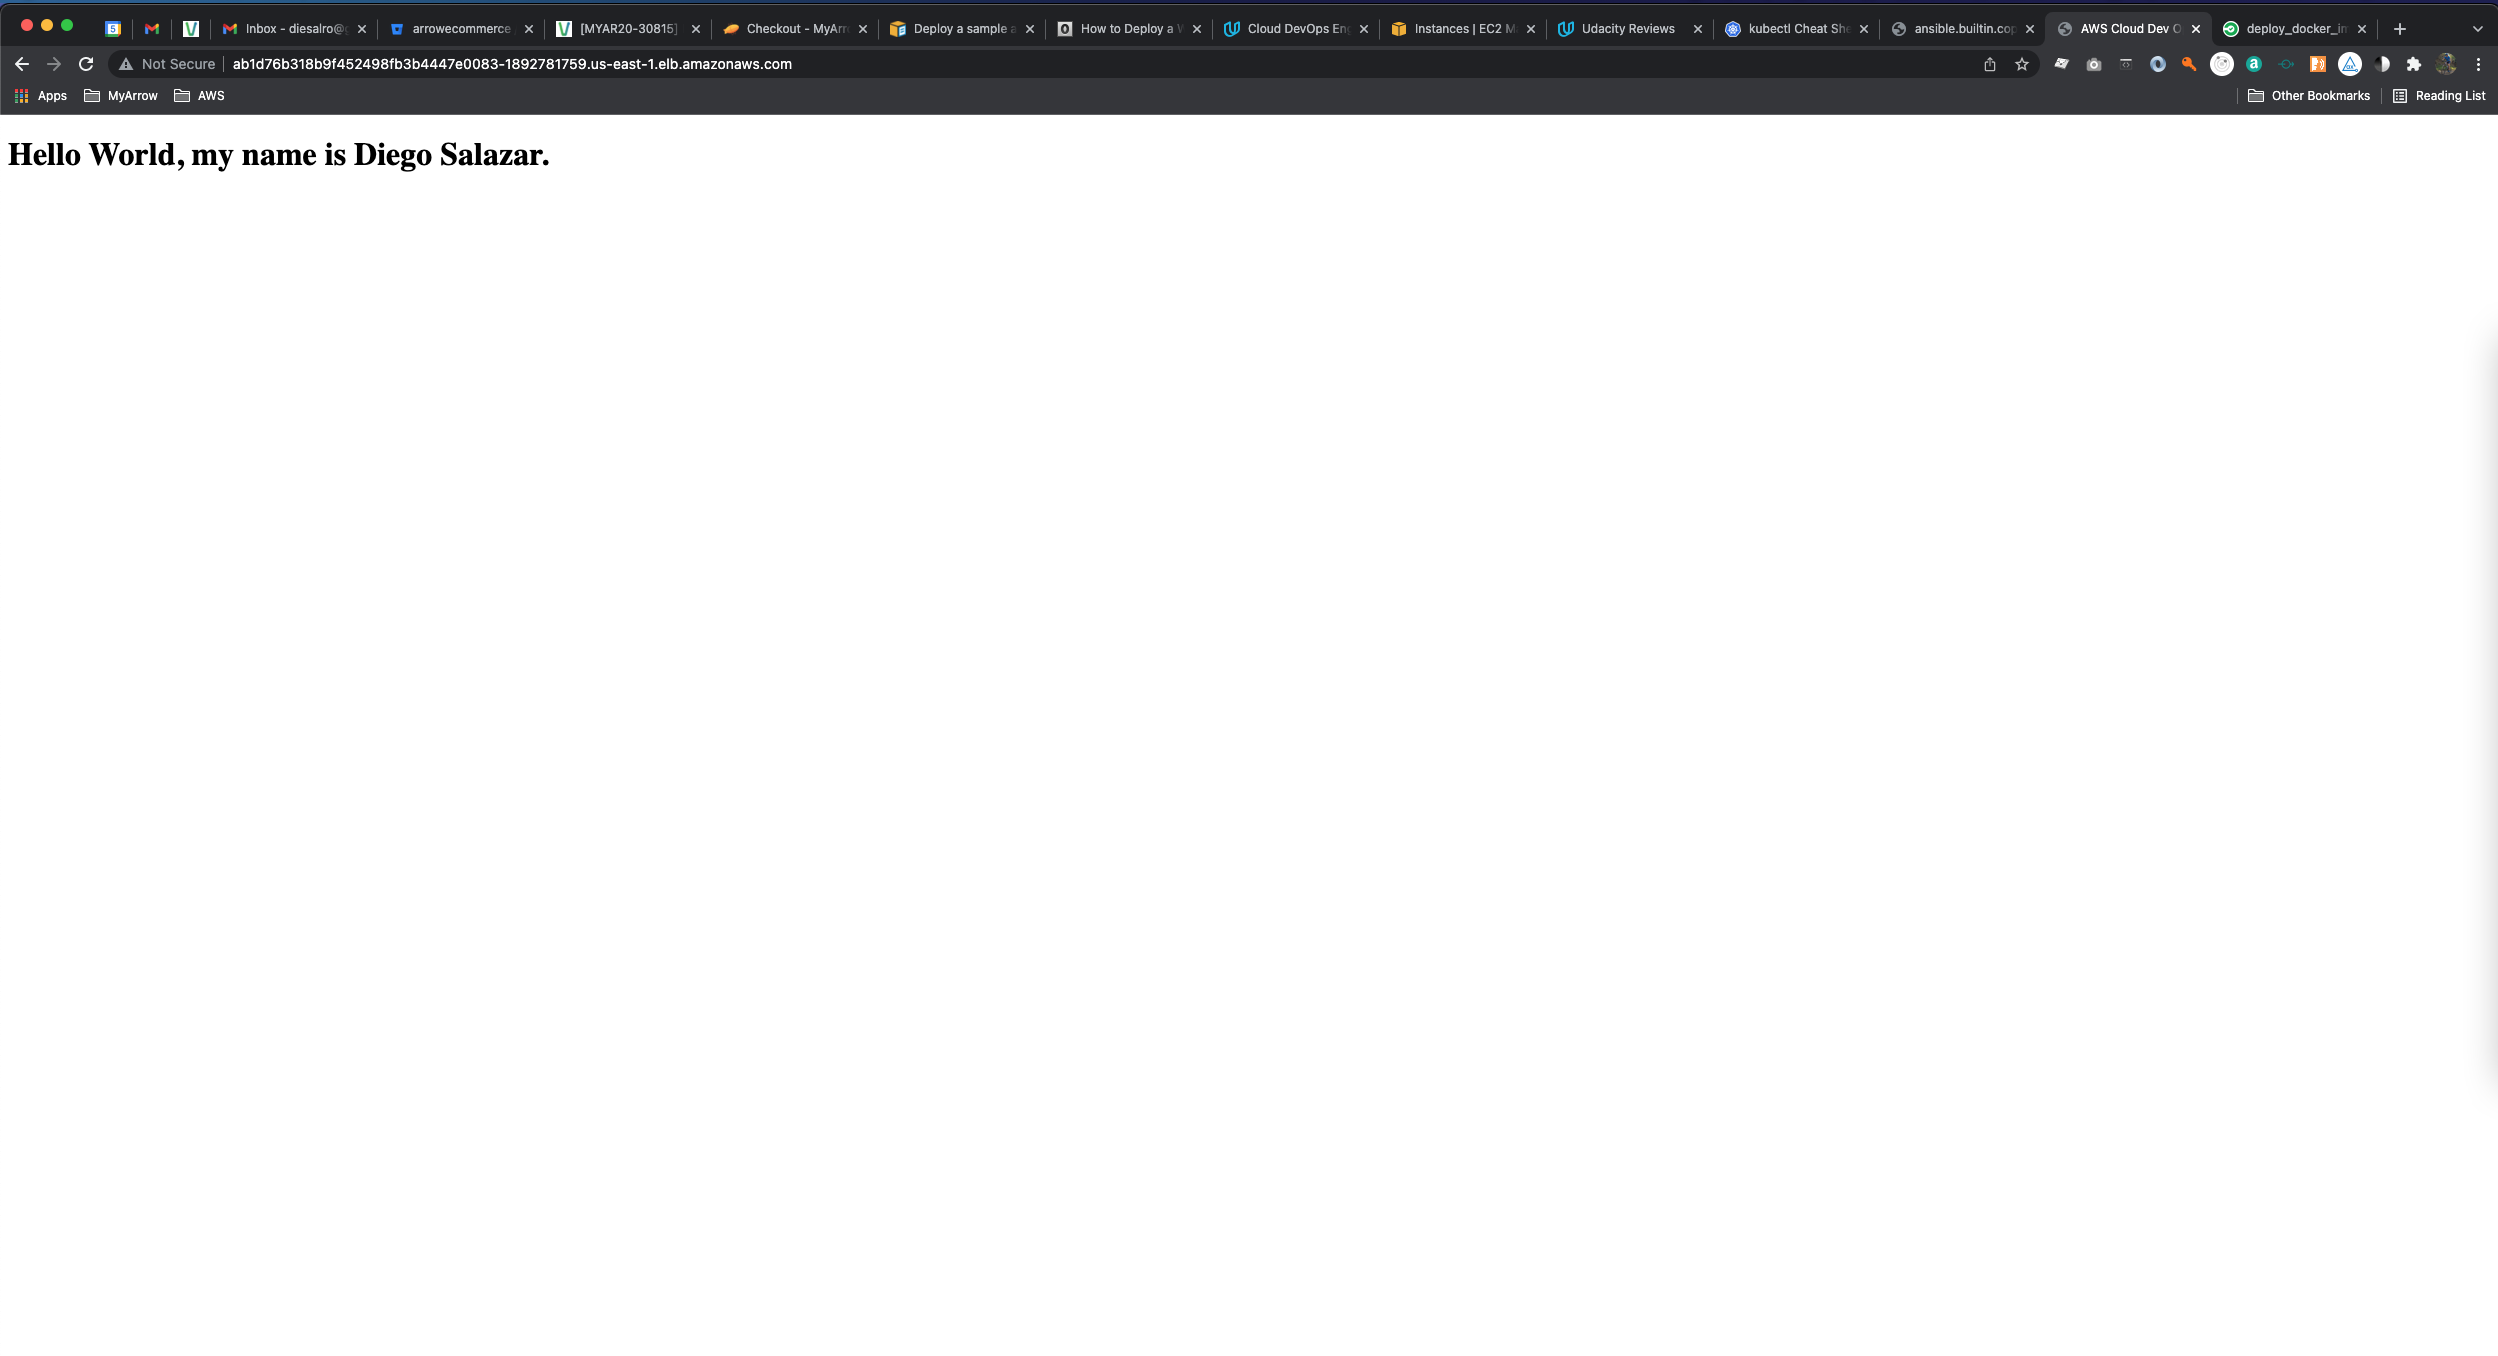 Inbox - diesalro@g
arrowecommerce
[MYAR20-30815]
Checkout - MyArr
Deploy a sample a
How to Deploy a W
Cloud DevOps Eng
Instances | EC2 M
Udacity Reviews
kubectl Cheat She
ansible.builtin.cop
AWS Cloud Dev O
deploy_docker_im
Not Secure
ab1d76b318b9f452498fb3b4447e0083-1892781759.us-east-1.elb.amazonaws.com
Apps
MyArrow
AWS
Other Bookmarks
Reading List
Hello World, my name is Diego Salazar.